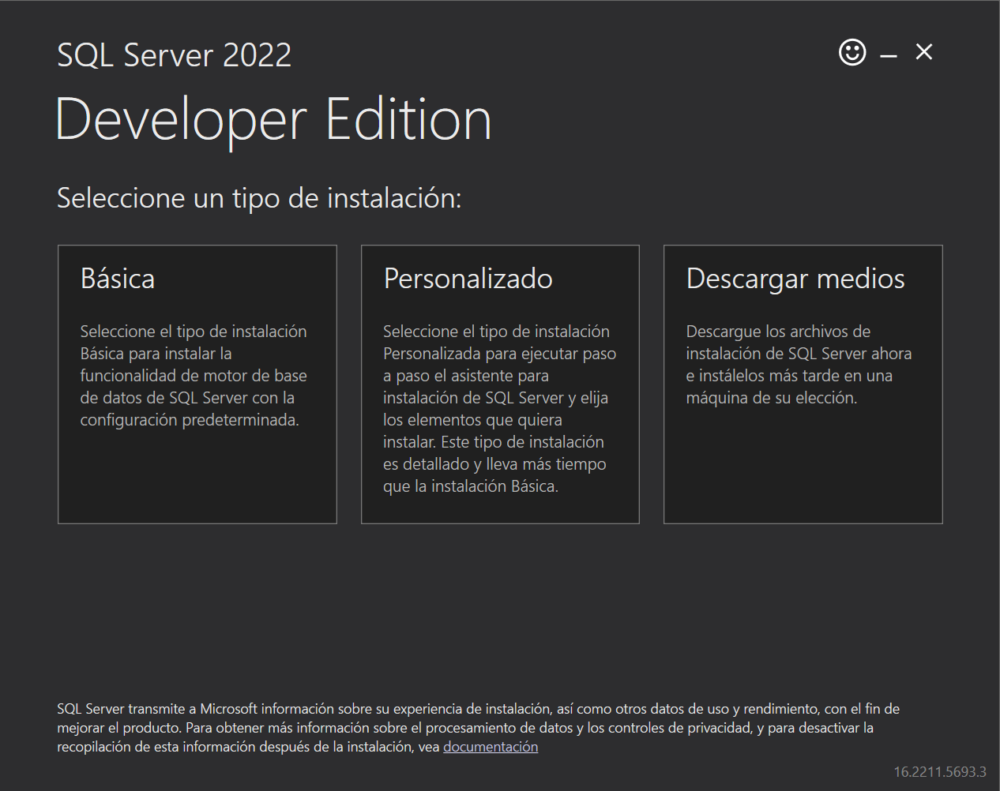 SQL Server 2022
Developer Edition
Seleccione un tipo de instalación:
Básica
Seleccione el tipo de instalación
Básica para instalar la
funcionalidad de motor de base
de datos de SQL Server con la
configuración predeterminada.
Personalizado
Seleccione el tipo de instalación
Personalizada para ejecutar paso
a paso el asistente para
instalación de SQL Server y elija
los elementos que quiera
instalar. Este tipo de instalación
es detallado y lleva más tiempo
que la instalación Básica.
Descargar medios
Descargue los archivos de
instalación de SQL Server ahora
e instálelos más tarde en una
máquina de su elección.
SQL Server transmite a Microsoft información sobre su experiencia de instalación, así como otros datos de uso y rendimiento, con el fin de
mejorar el producto. Para obtener más información sobre el procesamiento de datos y los controles de privacidad, y para desactivar la
recopilación de esta información después de la instalación, vea documentación
16.2211.5693.3